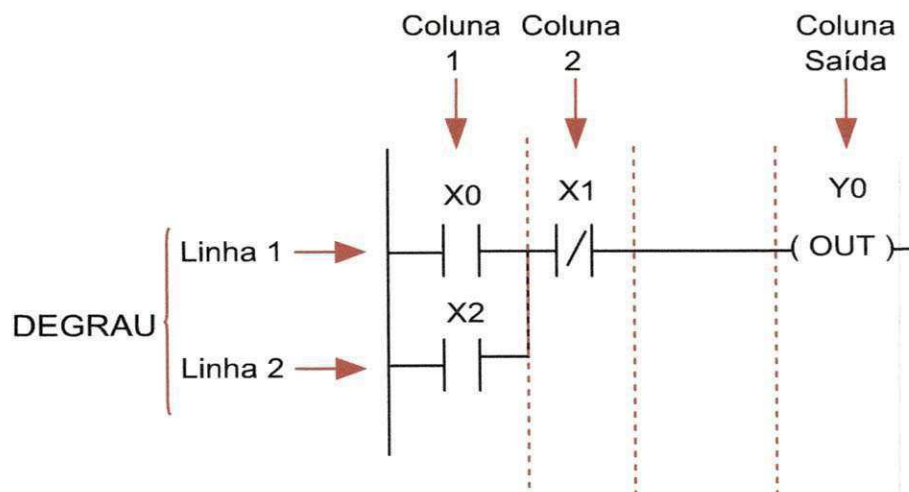 Coluna 1
Coluna 2
Coluna Saída
X0
X1
Y0
Linha 1
( OUT )
X2
DEGRAU
Linha 2